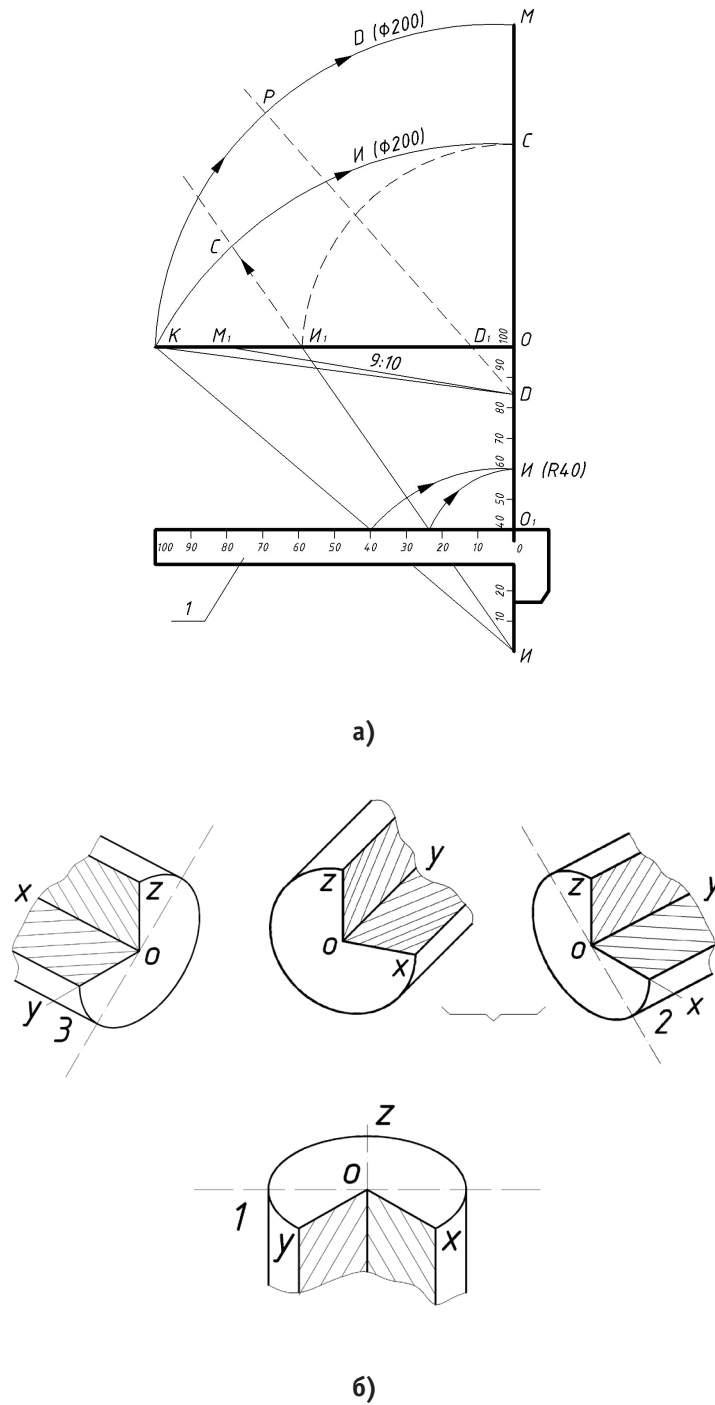 M
D (Φ200)
P
И (Φ200)
C
C
K M₁ И₁ D₁ 100 O
9:10
90
D
80
70
60 И (R40)
50
40 O₁
100 90 80 70 60 50 40 30 20 10 0
1
20
10
И
а)
x z o y 3
z y o x
z y o x 2
z
o
1 y x
б)